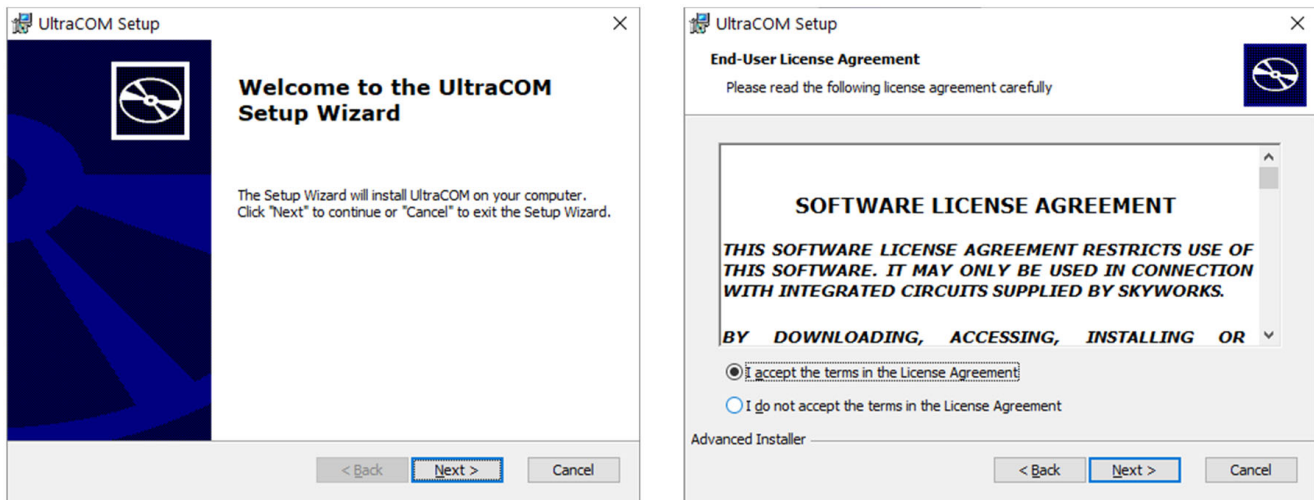 UltraCOM Setup
Welcome to the UltraCOM
Setup Wizard
The Setup Wizard will install UltraCOM on your computer.
Click "Next" to continue or "Cancel" to exit the Setup Wizard.
< Back
Next >
Cancel
UltraCOM Setup
End-User License Agreement
Please read the following license agreement carefully
SOFTWARE LICENSE AGREEMENT
THIS SOFTWARE LICENSE AGREEMENT RESTRICTS USE OF
THIS SOFTWARE. IT MAY ONLY BE USED IN CONNECTION
WITH INTEGRATED CIRCUITS SUPPLIED BY SKYWORKS.
BY DOWNLOADING, ACCESSING, INSTALLING OR
I accept the terms in the License Agreement
I do not accept the terms in the License Agreement
Advanced Installer
< Back
Next >
Cancel